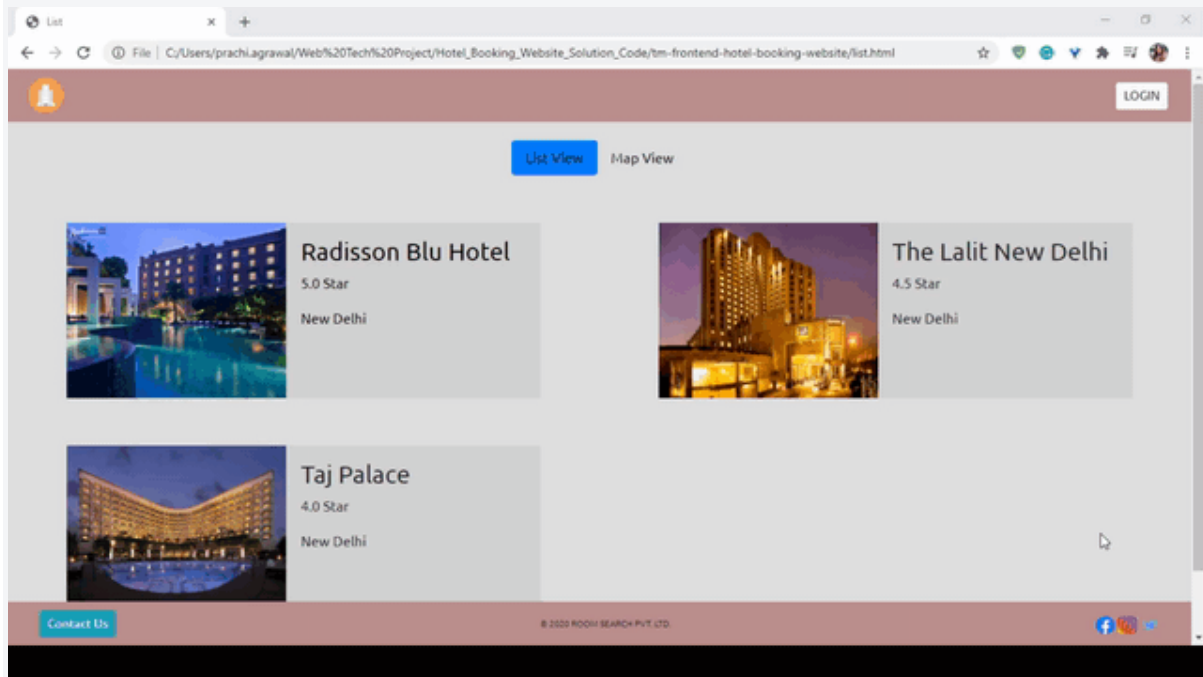 List
File | C:/Users/prachi.agrawal/Web%20Tech%20Project/Hotel_Booking_Website_Solution_Code/tm-frontend-hotel-booking-website/list.html
LOGIN
List View Map View
Radisson Blu Hotel
5.0 Star
New Delhi
The Lalit New Delhi
4.5 Star
New Delhi
Taj Palace
4.0 Star
New Delhi
Contact Us
© 2020 ROOM SEARCH PVT. LTD.